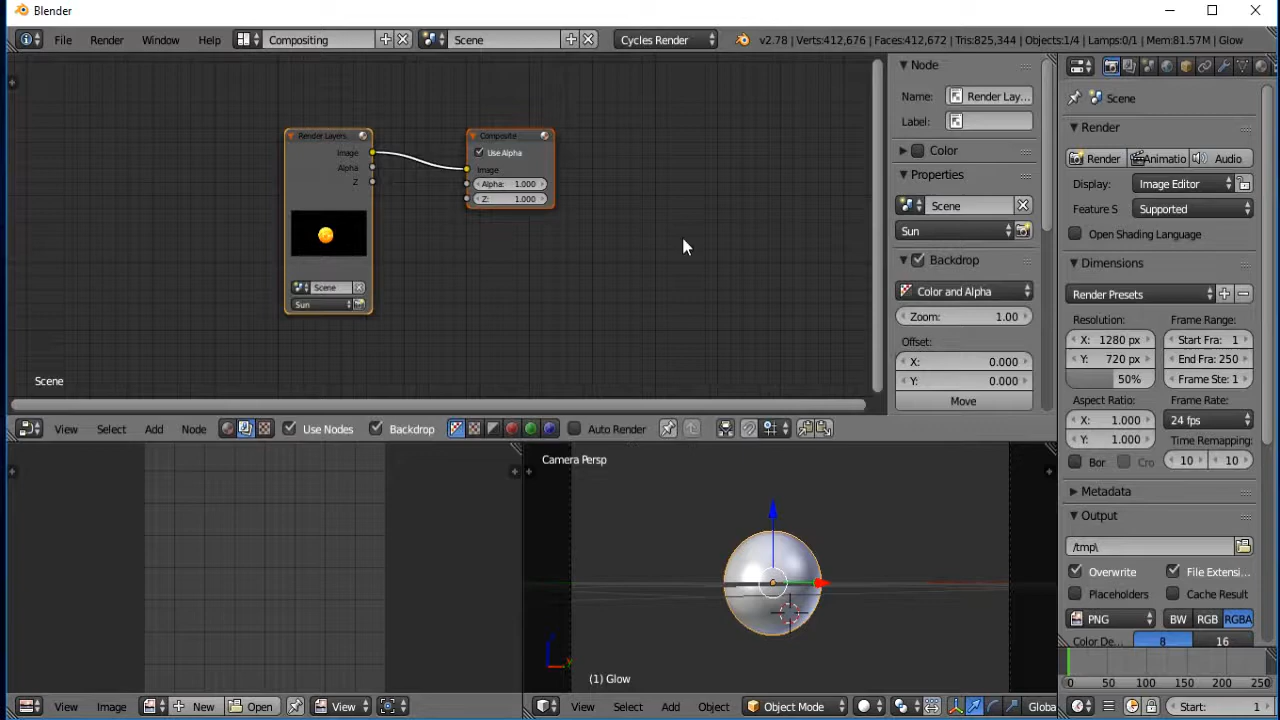 Blender
File Render Window Help Compositing Scene Cycles Render v2.78 | Verts:412,676 | Faces:412,672 | Tris:825,344 | Objects:1/4 | Lamps:0/1 | Mem:81.57M | Glow
Render Layers
Image
Alpha
Z
Scene
Sun
Composite
Use Alpha
Image
Alpha: 1.000
Z: 1.000
Scene
Node
Name: Render Lay...
Label:
Color
Properties
Scene
Sun
Backdrop
Color and Alpha
Zoom: 1.00
Offset:
X: 0.000
Y: 0.000
Move
Scene
Render
Render Animatio Audio
Display: Image Editor
Feature S Supported
Open Shading Language
Dimensions
Render Presets
Resolution: Frame Range:
X: 1280 px Start Fra: 1
Y: 720 px End Fra: 250
50% Frame Ste: 1
Aspect Ratio: Frame Rate:
X: 1.000 24 fps
Y: 1.000 Time Remapping:
Bor Cro 10 10
Metadata
Output
/tmp\
Overwrite File Extensi...
Placeholders Cache Result
PNG BW RGB RGBA
Color De... 8 16
View Select Add Node Use Nodes Backdrop Auto Render
Camera Persp
(1) Glow
View Image New Open View
View Select Add Object Object Mode Global
0 50 100 150 200 250
Start: 1